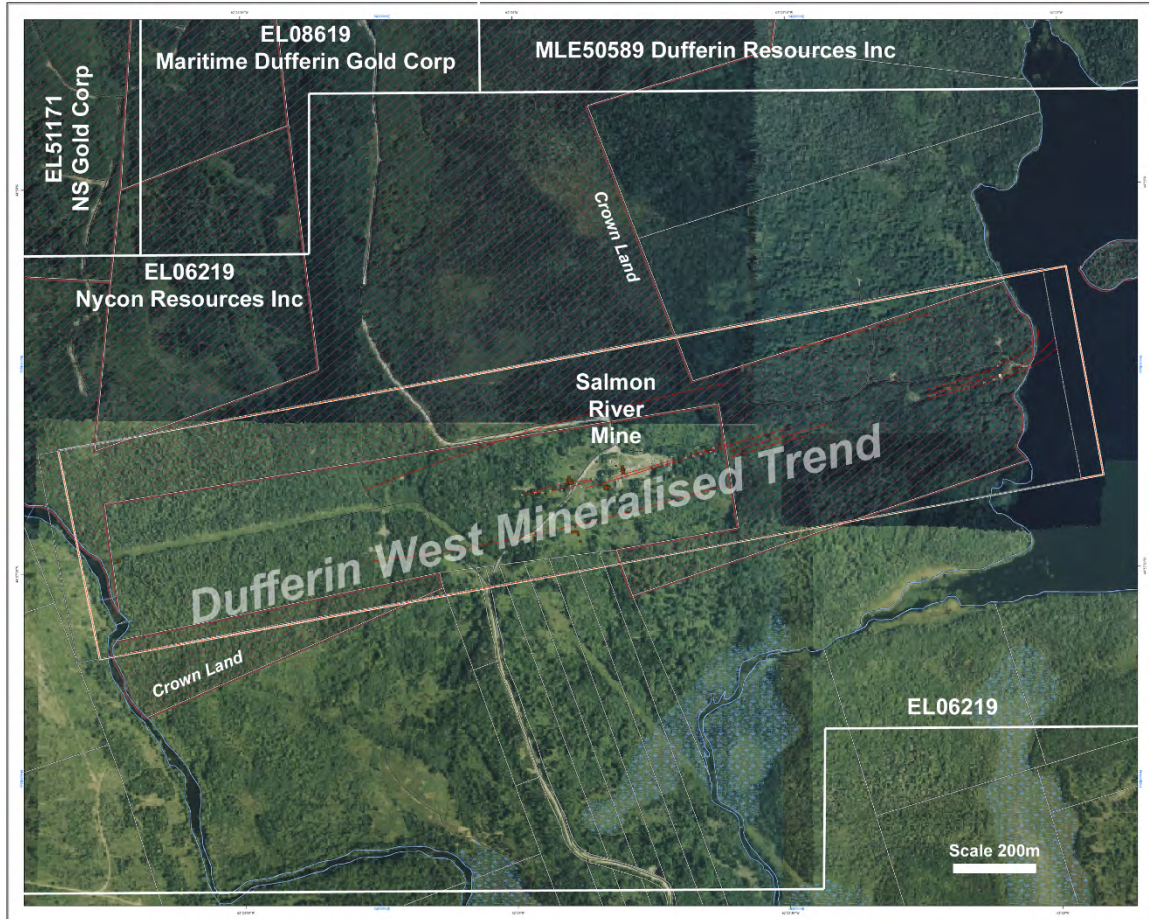 EL08619
Maritime Dufferin Gold Corp
MLE50589 Dufferin Resources Inc
EL51171
NS Gold Corp
Crown Land
EL06219
Nycon Resources Inc
Salmon
River
Mine
Dufferin West Mineralised Trend
Crown Land
EL06219
Scale 200m